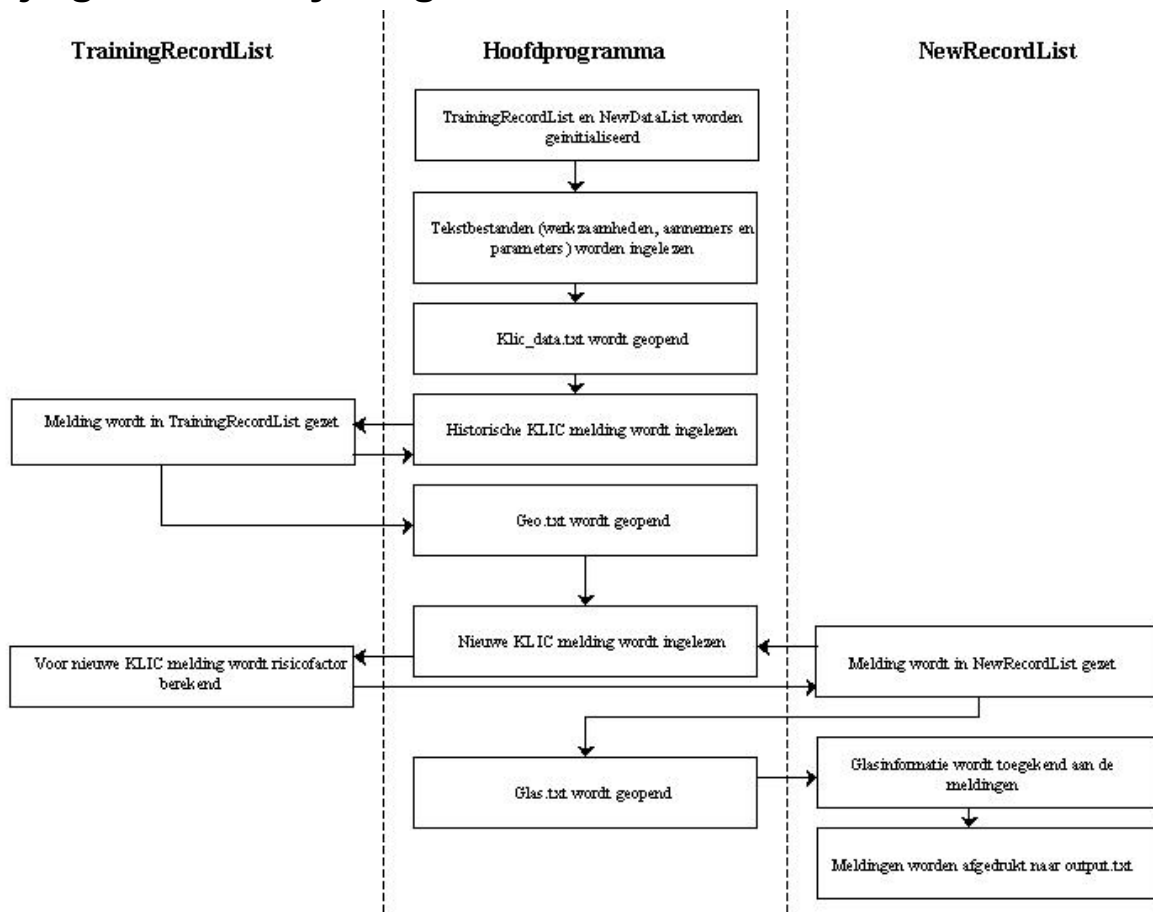 TrainingRecordList
Hoofdprogramma
NewRecordList
TrainingRecordList en NewDataList worden
geinitialiseerd
Tekstbestanden (werkzaamheden, aannemers en
parameters) worden ingelezen
Klic_data.txt wordt geopend
Melding wordt in TrainingRecordList gezet
Historische KLIC melding wordt ingelezen
Geo.txt wordt geopend
Nieuwe KLIC melding wordt ingelezen
Voor nieuwe KLIC melding wordt risicofactor
berekend
Melding wordt in NewRecordList gezet
Glas.txt wordt geopend
Glasinformatie wordt toegekend aan de
meldingen
Meldingen worden afgedrukt naar output.txt